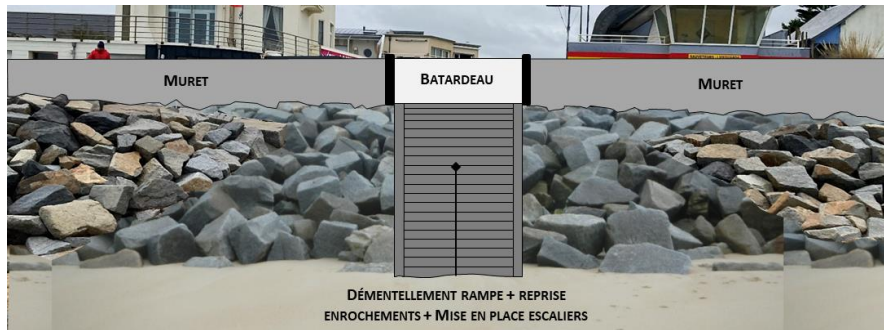 MURET
BATARDEAU
MURET
DÉMENTELLEMENT RAMPE + REPRISE
ENROCHEMENTS + MISE EN PLACE ESCALIERS